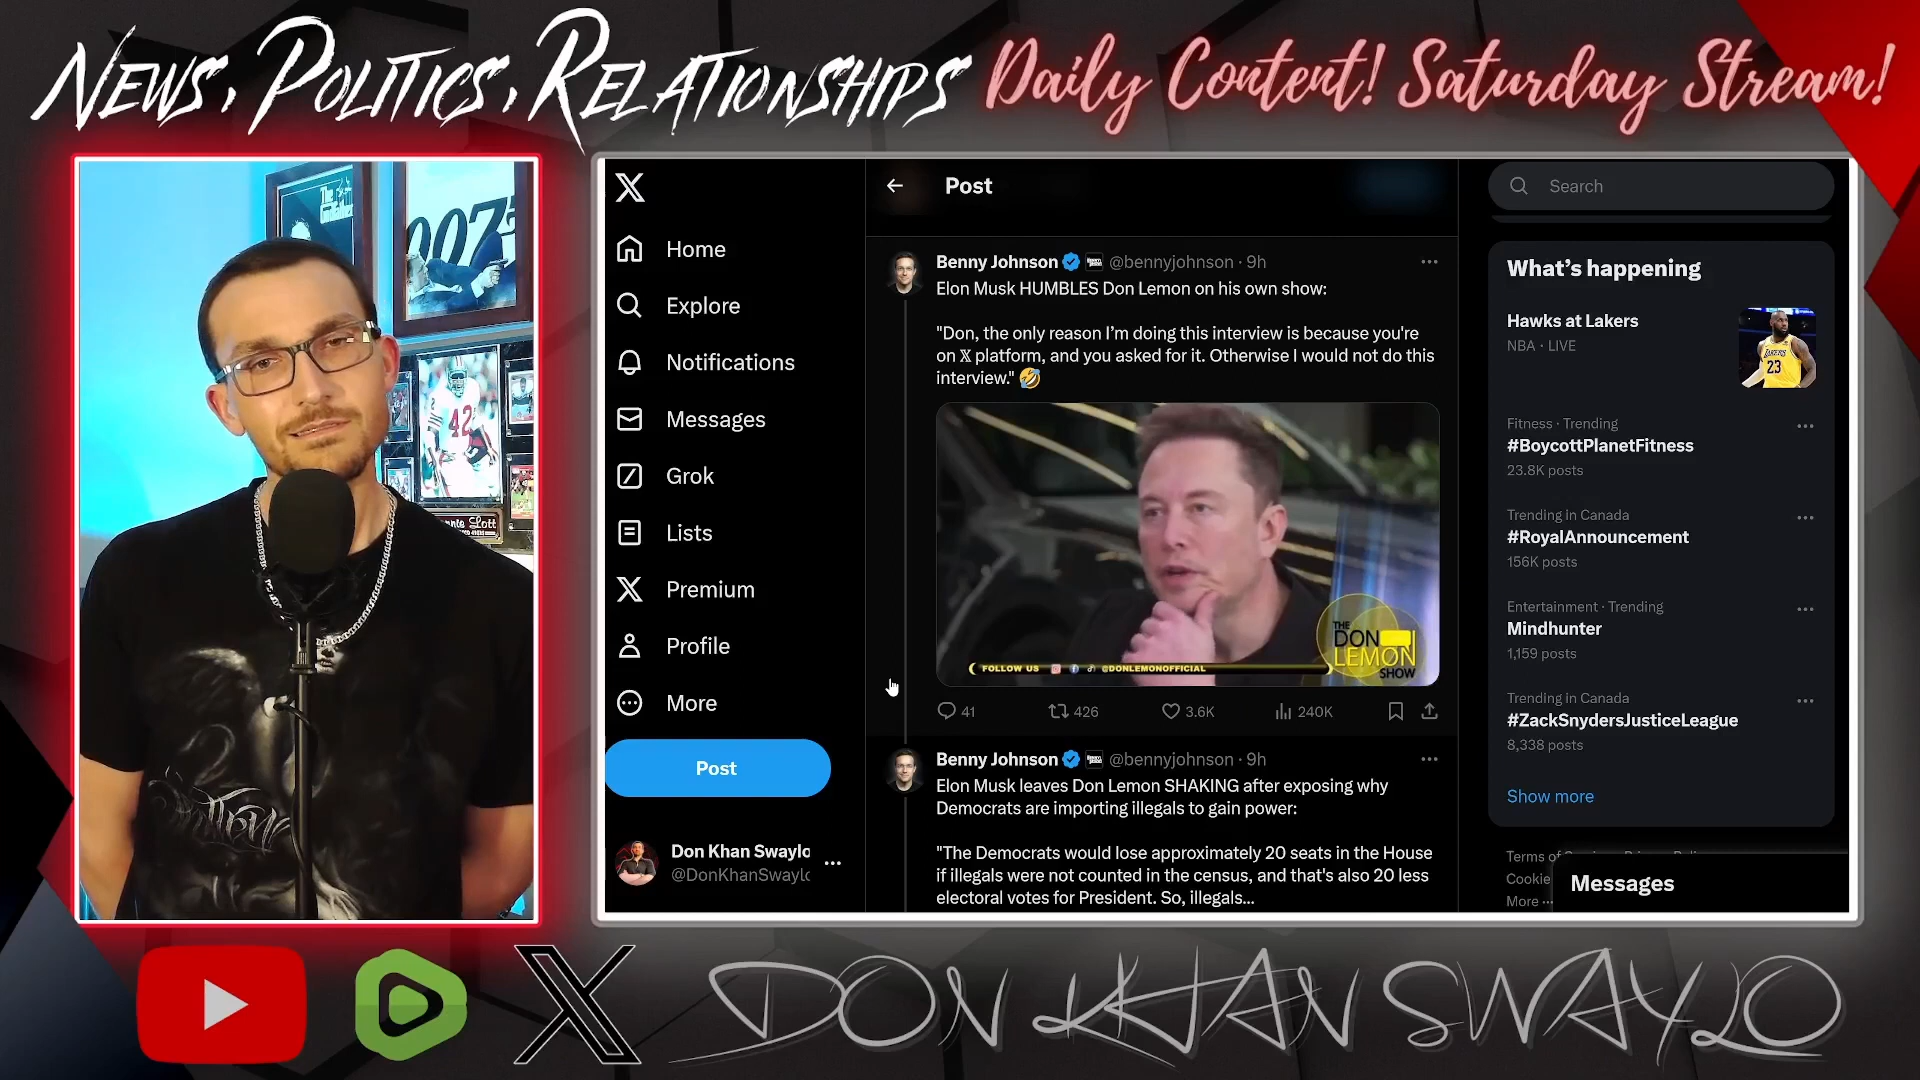 NEWS, POLITICS, RELATIONSHIPS
Daily Content! Saturday Stream!
The
Godfather
007
42
Lott
X
Home
Explore
Notifications
Messages
Grok
Lists
Premium
Profile
More
Post
Don Khan Swaylo
@DonKhanSwaylo
Post
Benny Johnson @bennyjohnson · 9h
Elon Musk HUMBLES Don Lemon on his own show:
"Don, the only reason I'm doing this interview is because you're
on 𝕏 platform, and you asked for it. Otherwise I would not do this
interview." 🤣
FOLLOW US @DONLEMONOFFICIAL
THE
DON
LEMON
SHOW
41 426 3.6K 240K
Benny Johnson @bennyjohnson · 9h
Elon Musk leaves Don Lemon SHAKING after exposing why
Democrats are importing illegals to gain power:
"The Democrats would lose approximately 20 seats in the House
if illegals were not counted in the census, and that's also 20 less
electoral votes for President. So, illegals...
Search
What's happening
Hawks at Lakers
NBA · LIVE
LAKERS
23
Fitness · Trending
#BoycottPlanetFitness
23.8K posts
Trending in Canada
#RoyalAnnouncement
156K posts
Entertainment · Trending
Mindhunter
1,159 posts
Trending in Canada
#ZackSnydersJusticeLeague
8,338 posts
Show more
Terms of
Cookie
More ...
Messages
X
DON KHAN SWAYLO